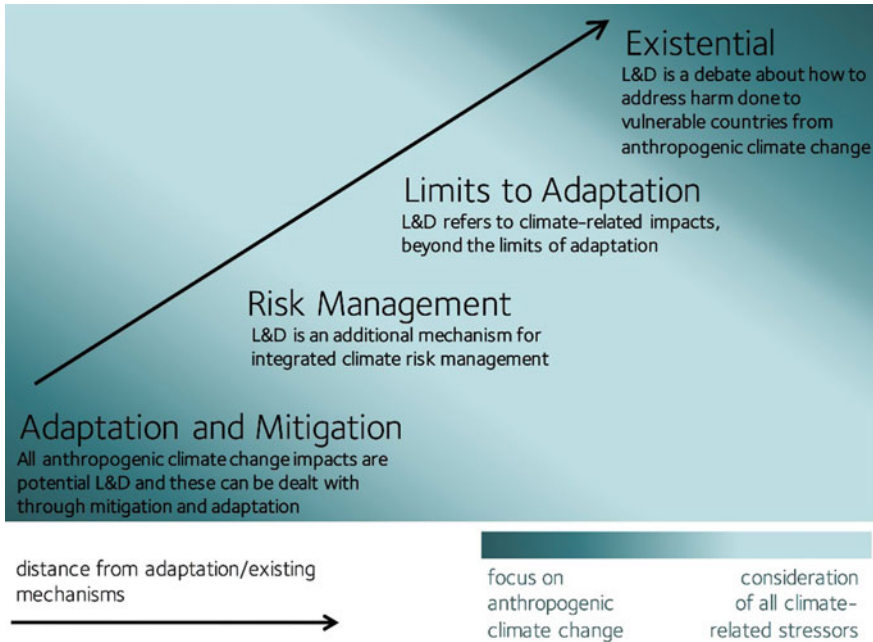 Existential
L&D is a debate about how to
address harm done to
vulnerable countries from
anthropogenic climate change
Limits to Adaptation
L&D refers to climate-related impacts,
beyond the limits of adaptation
Risk Management
L&D is an additional mechanism for
integrated climate risk management
Adaptation and Mitigation
All anthropogenic climate change impacts are
potential L&D and these can be dealt with
through mitigation and adaptation
distance from adaptation/existing
mechanisms
focus on
anthropogenic
climate change
consideration
of all climate-
related stressors